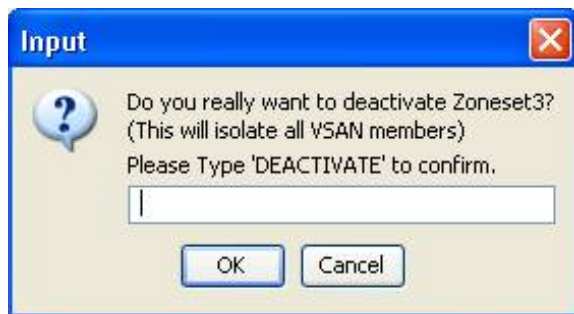 Input
Do you really want to deactivate Zoneset3?
(This will isolate all VSAN members)
Please Type 'DEACTIVATE' to confirm.
OK
Cancel